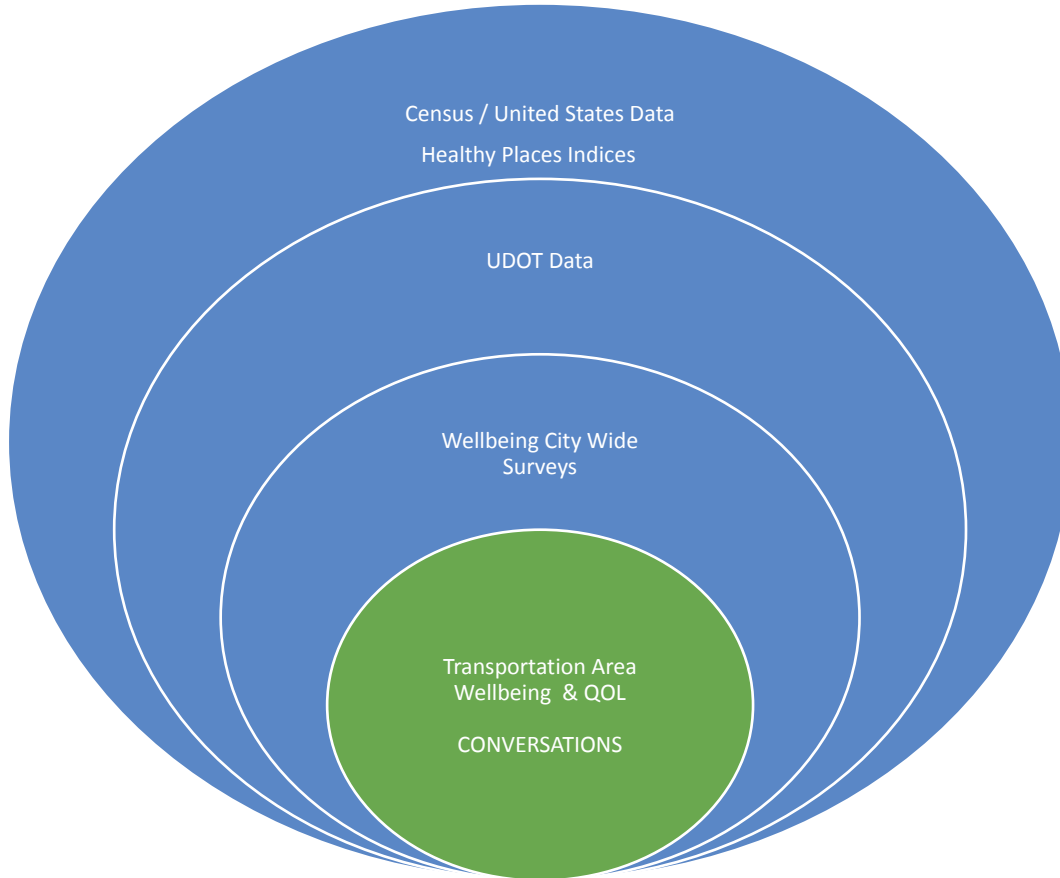 Census / United States Data
Healthy Places Indices
UDOT Data
Wellbeing City Wide
Surveys
Transportation Area
Wellbeing  & QOL
CONVERSATIONS